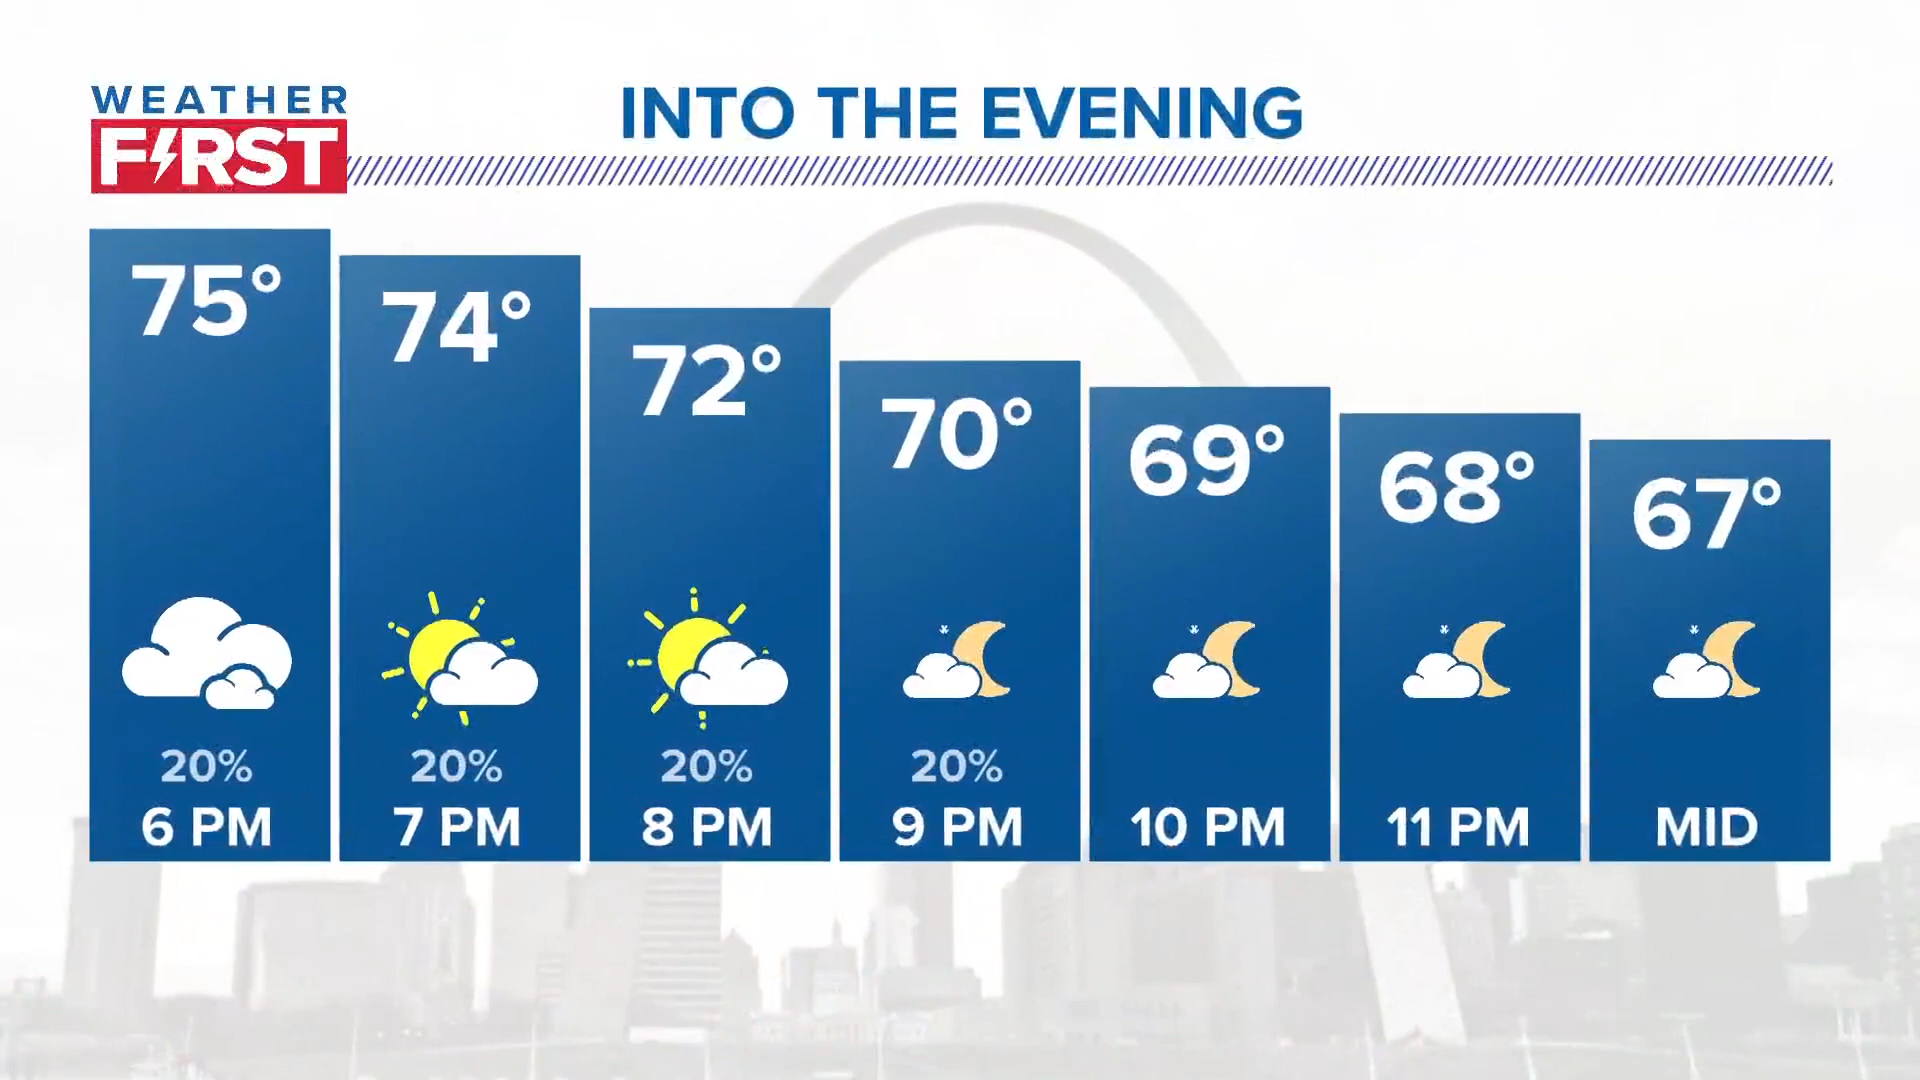 WEATHER
FIRST
INTO THE EVENING
75°
20%
6 PM
74°
20%
7 PM
72°
20%
8 PM
70°
20%
9 PM
69°
10 PM
68°
11 PM
67°
MID